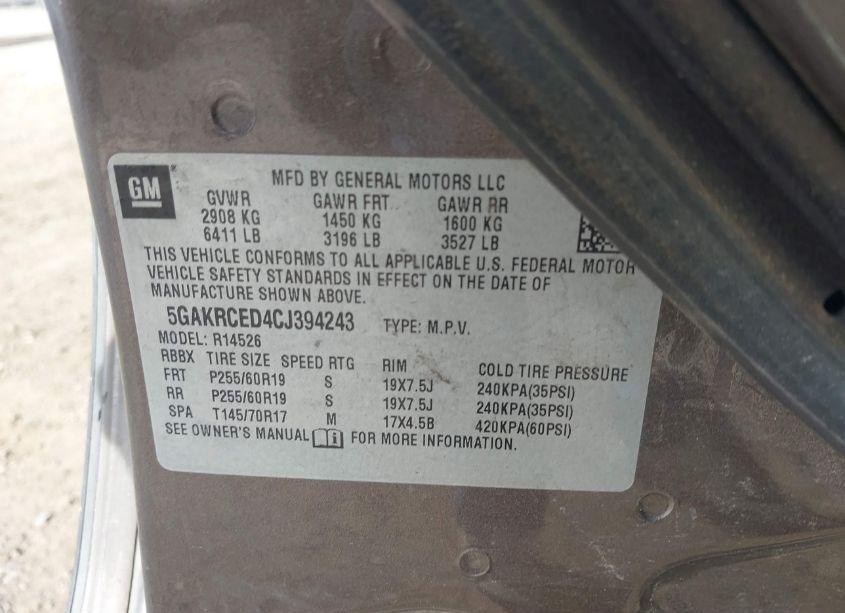 GM
MFD BY GENERAL MOTORS LLC
GVWR GAWR FRT GAWR RR
2908 KG 1450 KG 1600 KG
6411 LB 3196 LB 3527 LB
THIS VEHICLE CONFORMS TO ALL APPLICABLE U.S. FEDERAL MOTOR
VEHICLE SAFETY STANDARDS IN EFFECT ON THE DATE OF
MANUFACTURE SHOWN ABOVE.
5GAKRCED4CJ394243 TYPE: M.P.V.
MODEL: R14526
RBBX TIRE SIZE SPEED RTG RIM COLD TIRE PRESSURE
FRT P255/60R19 S 19X7.5J 240KPA(35PSI)
RR P255/60R19 S 19X7.5J 240KPA(35PSI)
SPA T145/70R17 M 17X4.5B 420KPA(60PSI)
SEE OWNER'S MANUAL FOR MORE INFORMATION.